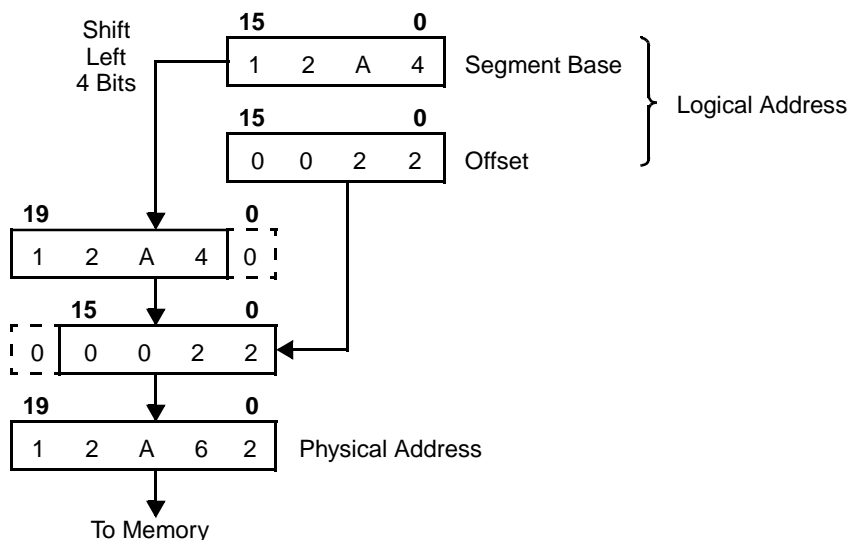 Shift
Left
4 Bits
15 0
1 2 A 4 Segment Base
Logical Address
15 0
0 0 2 2 Offset
19 0
1 2 A 4 0
15 0
0 0 0 2 2
19 0
1 2 A 6 2 Physical Address
To Memory